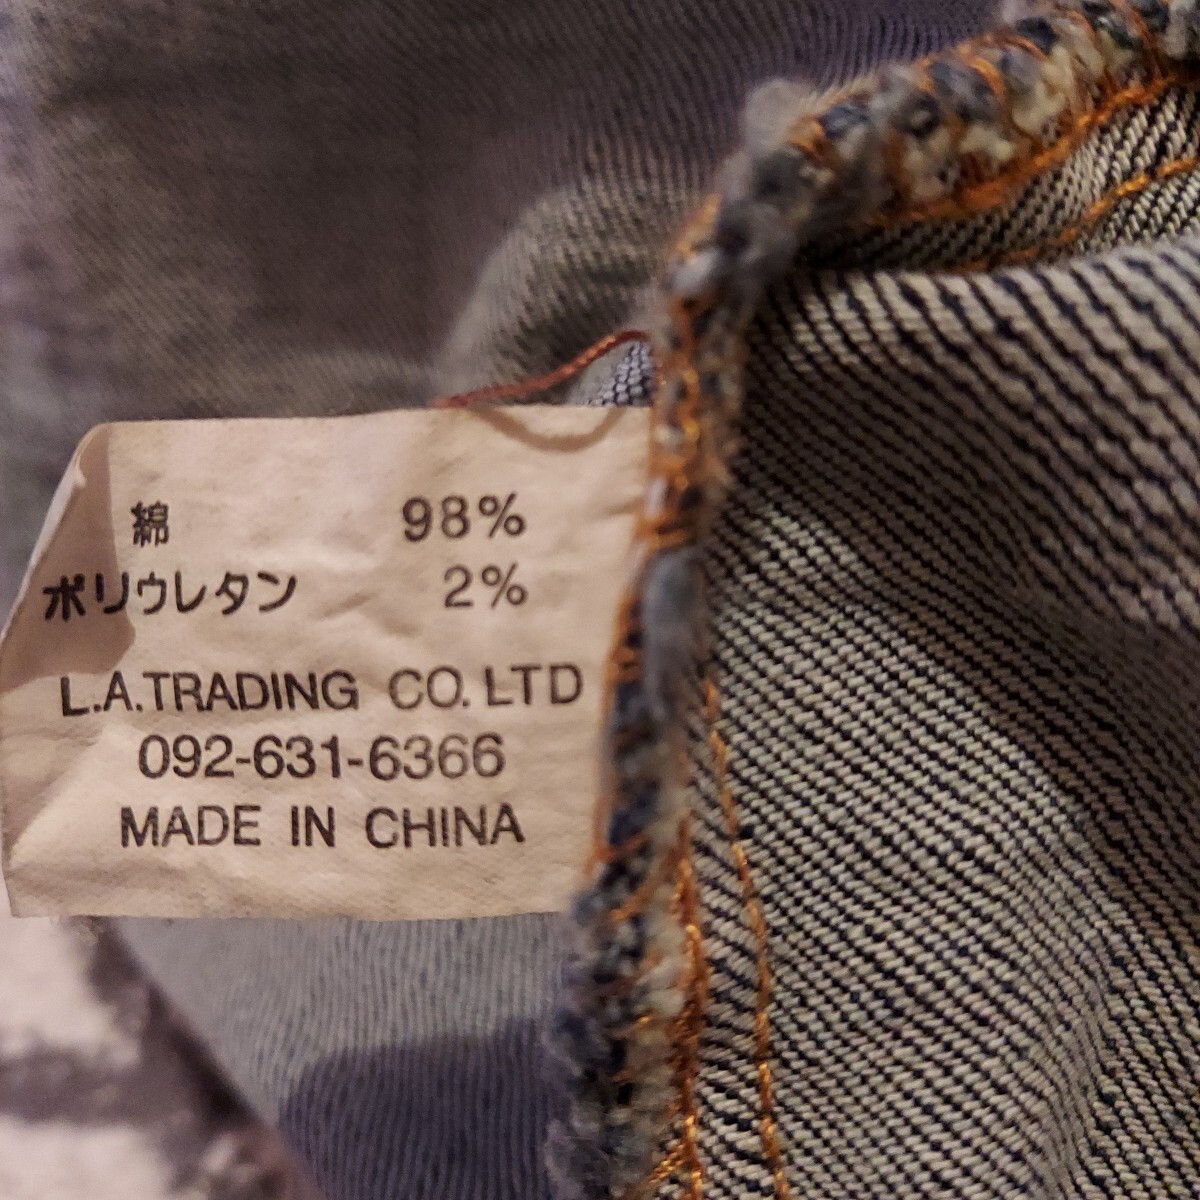 綿 98%
ポリウレタン 2%
L.A.TRADING CO. LTD
092-631-6366
MADE IN CHINA